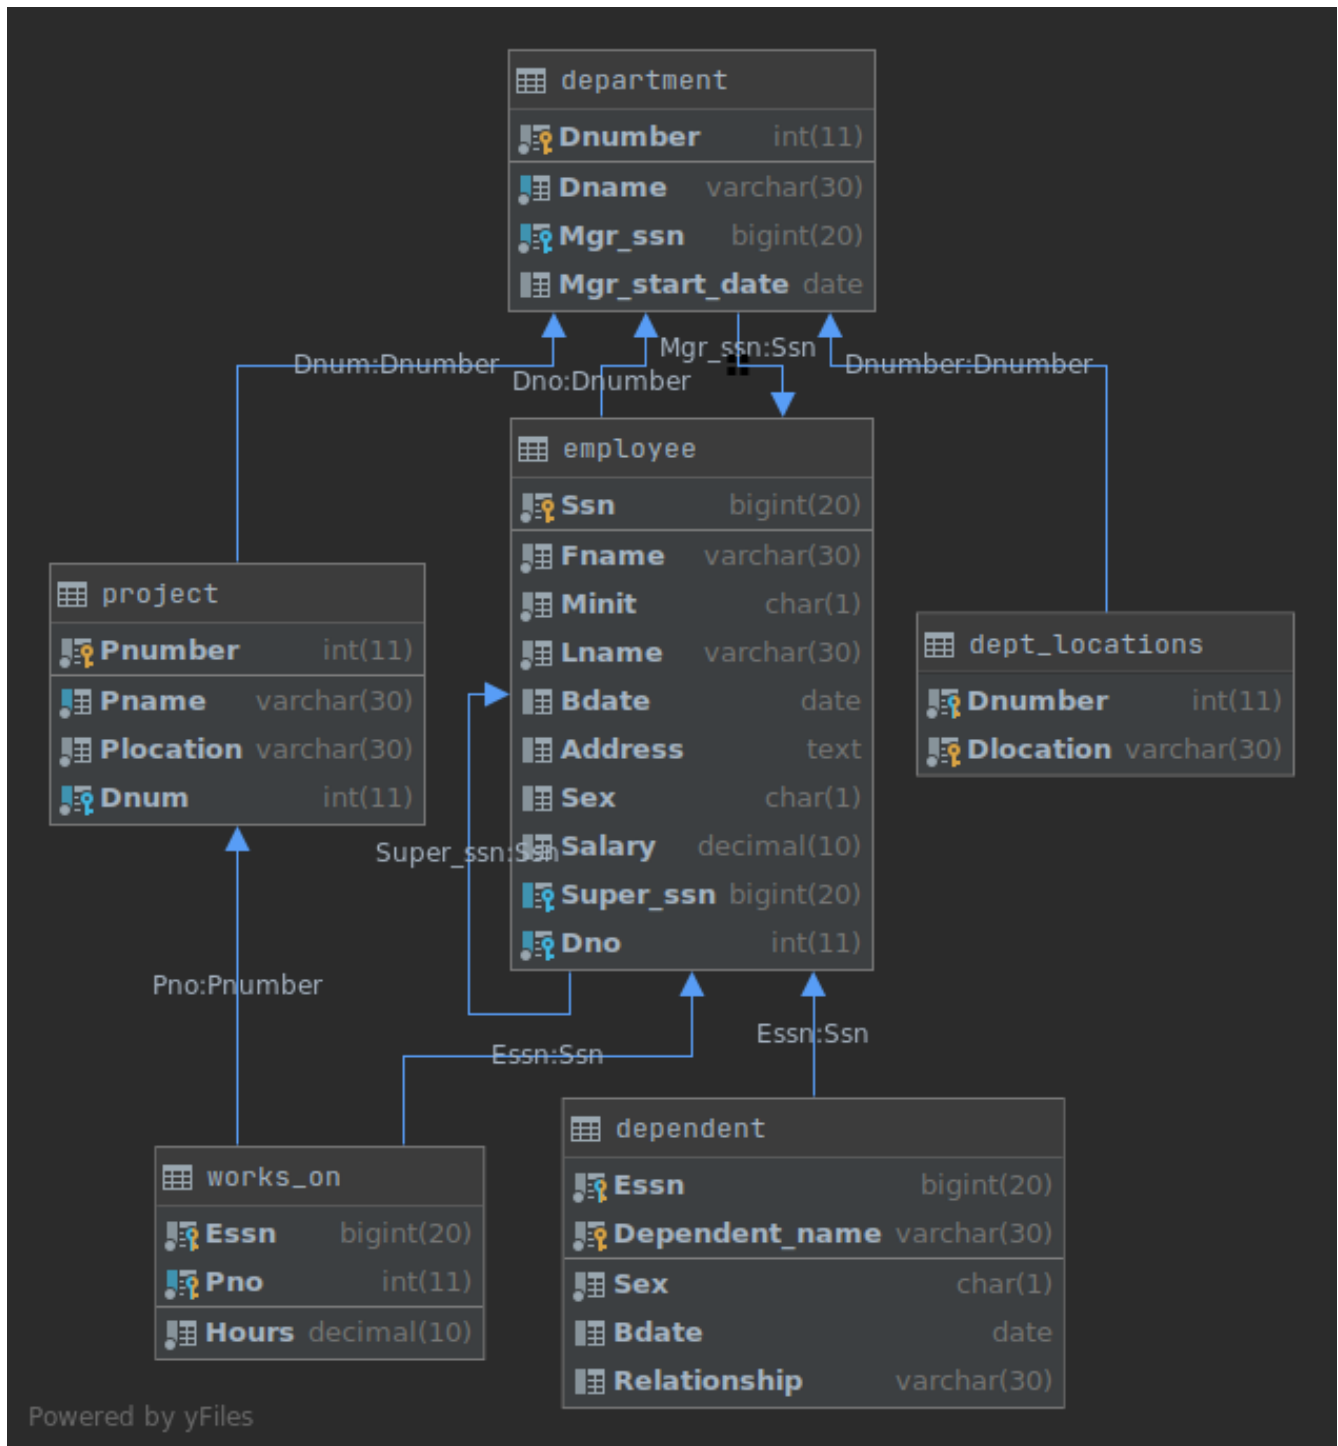 department
Dnumber int(11)
Dname varchar(30)
Mgr_ssn bigint(20)
Mgr_start_date date
Dnum:Dnumber
Dno:Dnumber
Mgr_ssn:Ssn
Dnumber:Dnumber
employee
Ssn bigint(20)
Fname varchar(30)
Minit char(1)
Lname varchar(30)
Bdate date
Address text
Sex char(1)
Salary decimal(10)
Super_ssn bigint(20)
Dno int(11)
project
Pnumber int(11)
Pname varchar(30)
Plocation varchar(30)
Dnum int(11)
dept_locations
Dnumber int(11)
Dlocation varchar(30)
Super_ssn:Ssn
Pno:Pnumber
Essn:Ssn
Essn:Ssn
works_on
Essn bigint(20)
Pno int(11)
Hours decimal(10)
dependent
Essn bigint(20)
Dependent_name varchar(30)
Sex char(1)
Bdate date
Relationship varchar(30)
Powered by yFiles